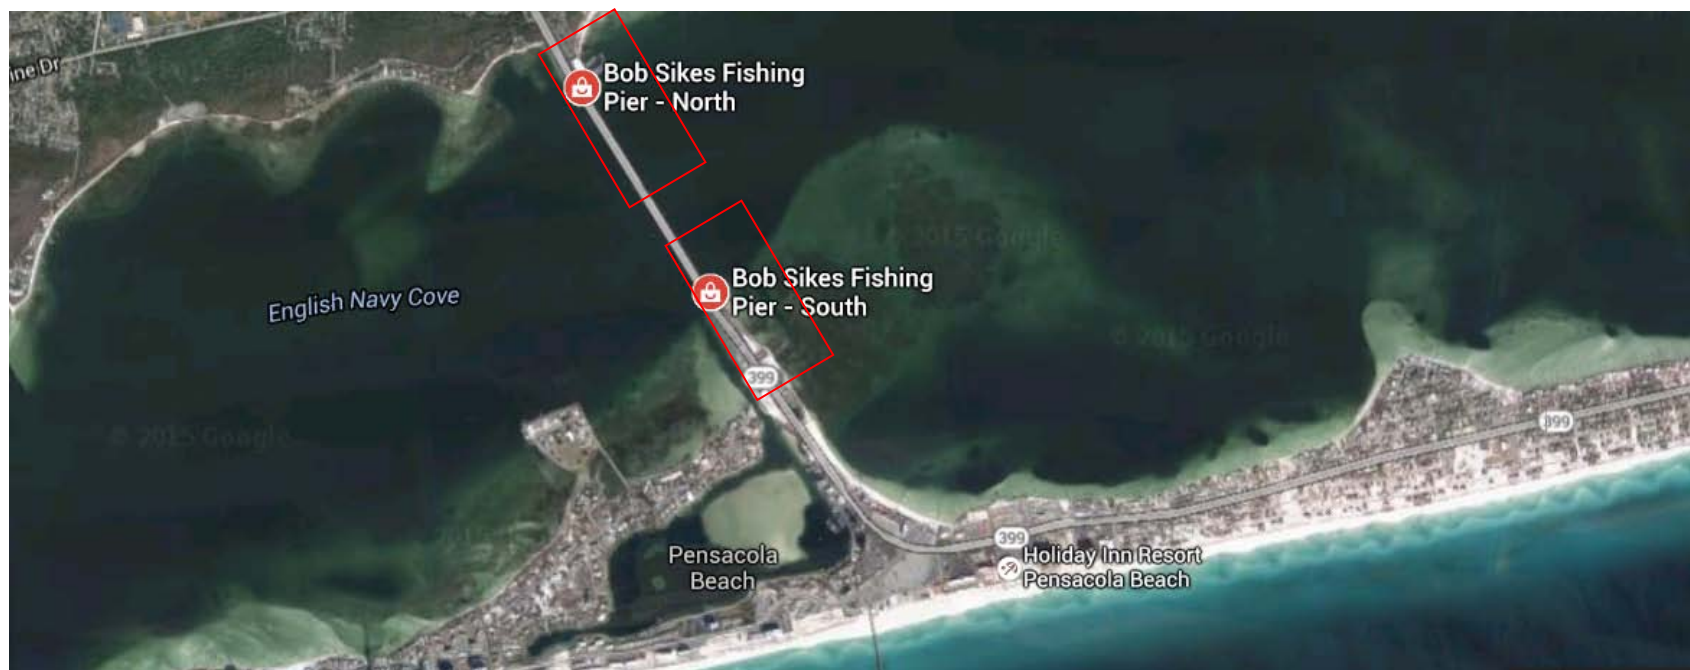 ine Dr
Bob Sikes Fishing
Pier - North
© 2015 Google
Bob Sikes Fishing
Pier - South
English Navy Cove
© 2015 Google
399
399
© 2015 Google
399
Pensacola
Beach
Holiday Inn Resort
Pensacola Beach